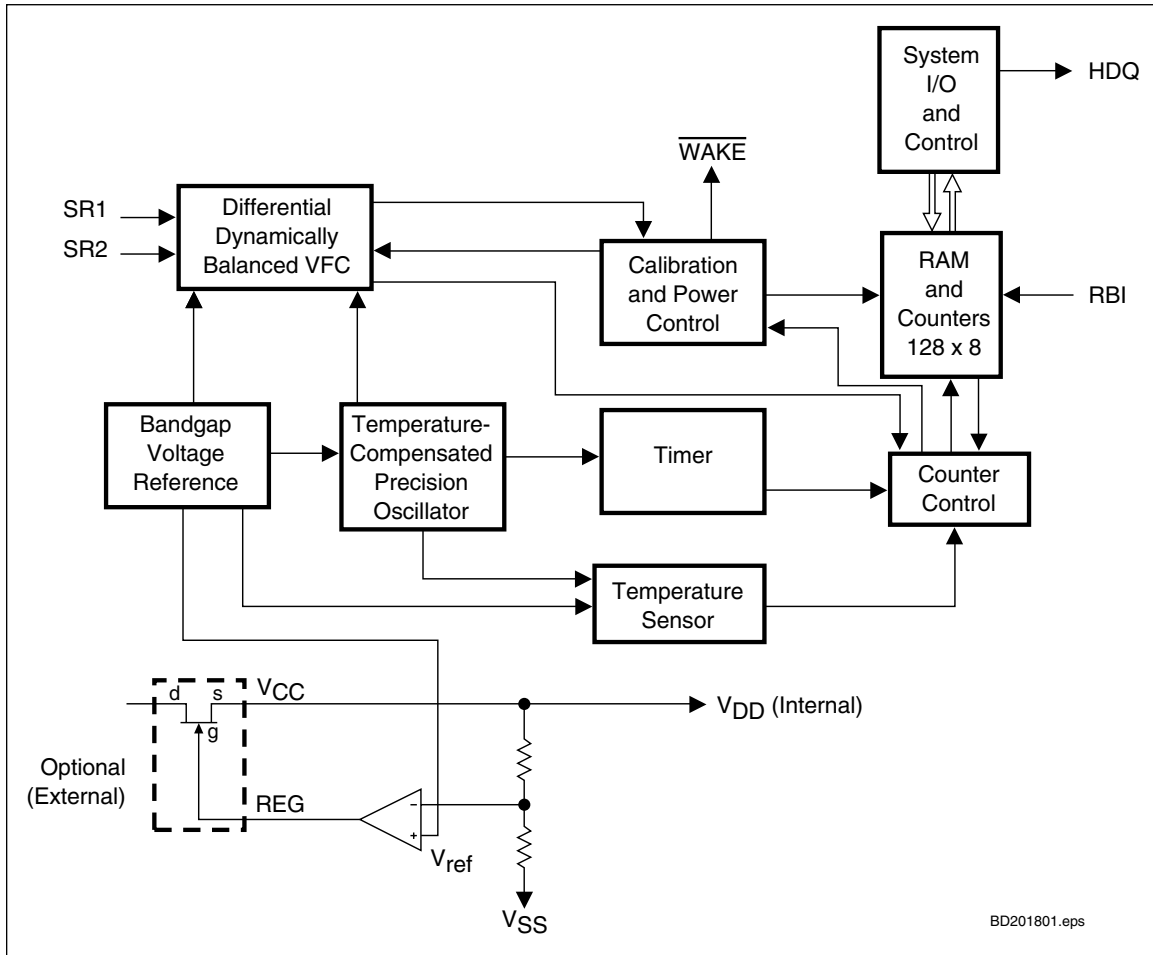 System
I/O
and
Control
HDQ
WAKE
SR1
SR2
Differential
Dynamically
Balanced VFC
Calibration
and Power
Control
RAM
and
Counters
128 x 8
RBI
Bandgap
Voltage
Reference
Temperature-
Compensated
Precision
Oscillator
Timer
Counter
Control
Temperature
Sensor
d
s
g
VCC
VDD (Internal)
Optional
(External)
REG
–
+
Vref
VSS
BD201801.eps